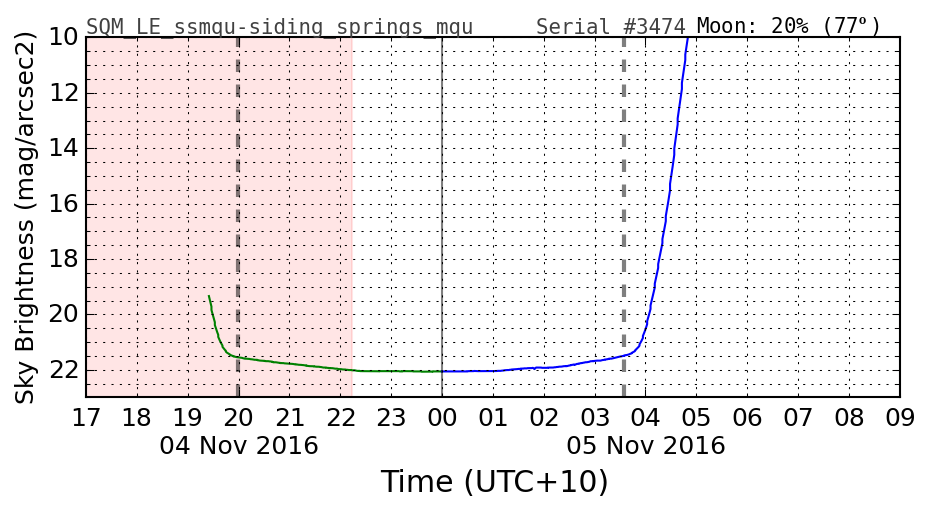 SQM_LE_ssmqu-siding_springs_mqu Serial #3474 Moon: 20% (77°)
Sky Brightness (mag/arcsec2)
10
12
14
16
18
20
22
17 18 19 20 21 22 23 00 01 02 03 04 05 06 07 08 09
04 Nov 2016 05 Nov 2016
Time (UTC+10)